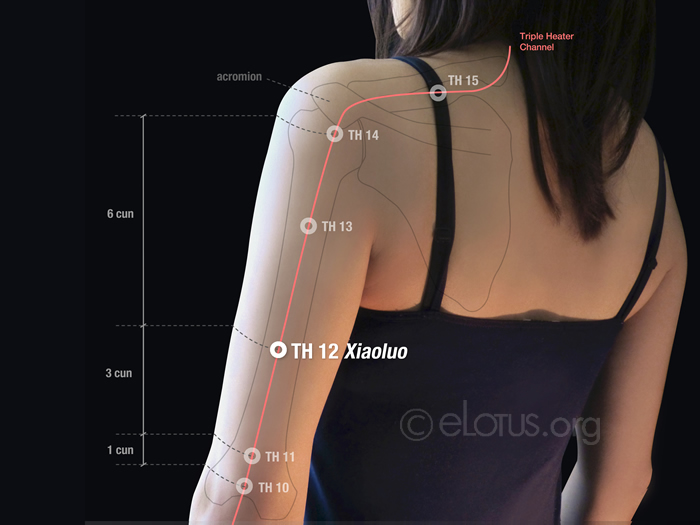 Triple Heater
Channel
acromion
TH 15
TH 14
6 cun
TH 13
TH 12 Xiaoluo
3 cun
© eLotus.org
1 cun
TH 11
TH 10